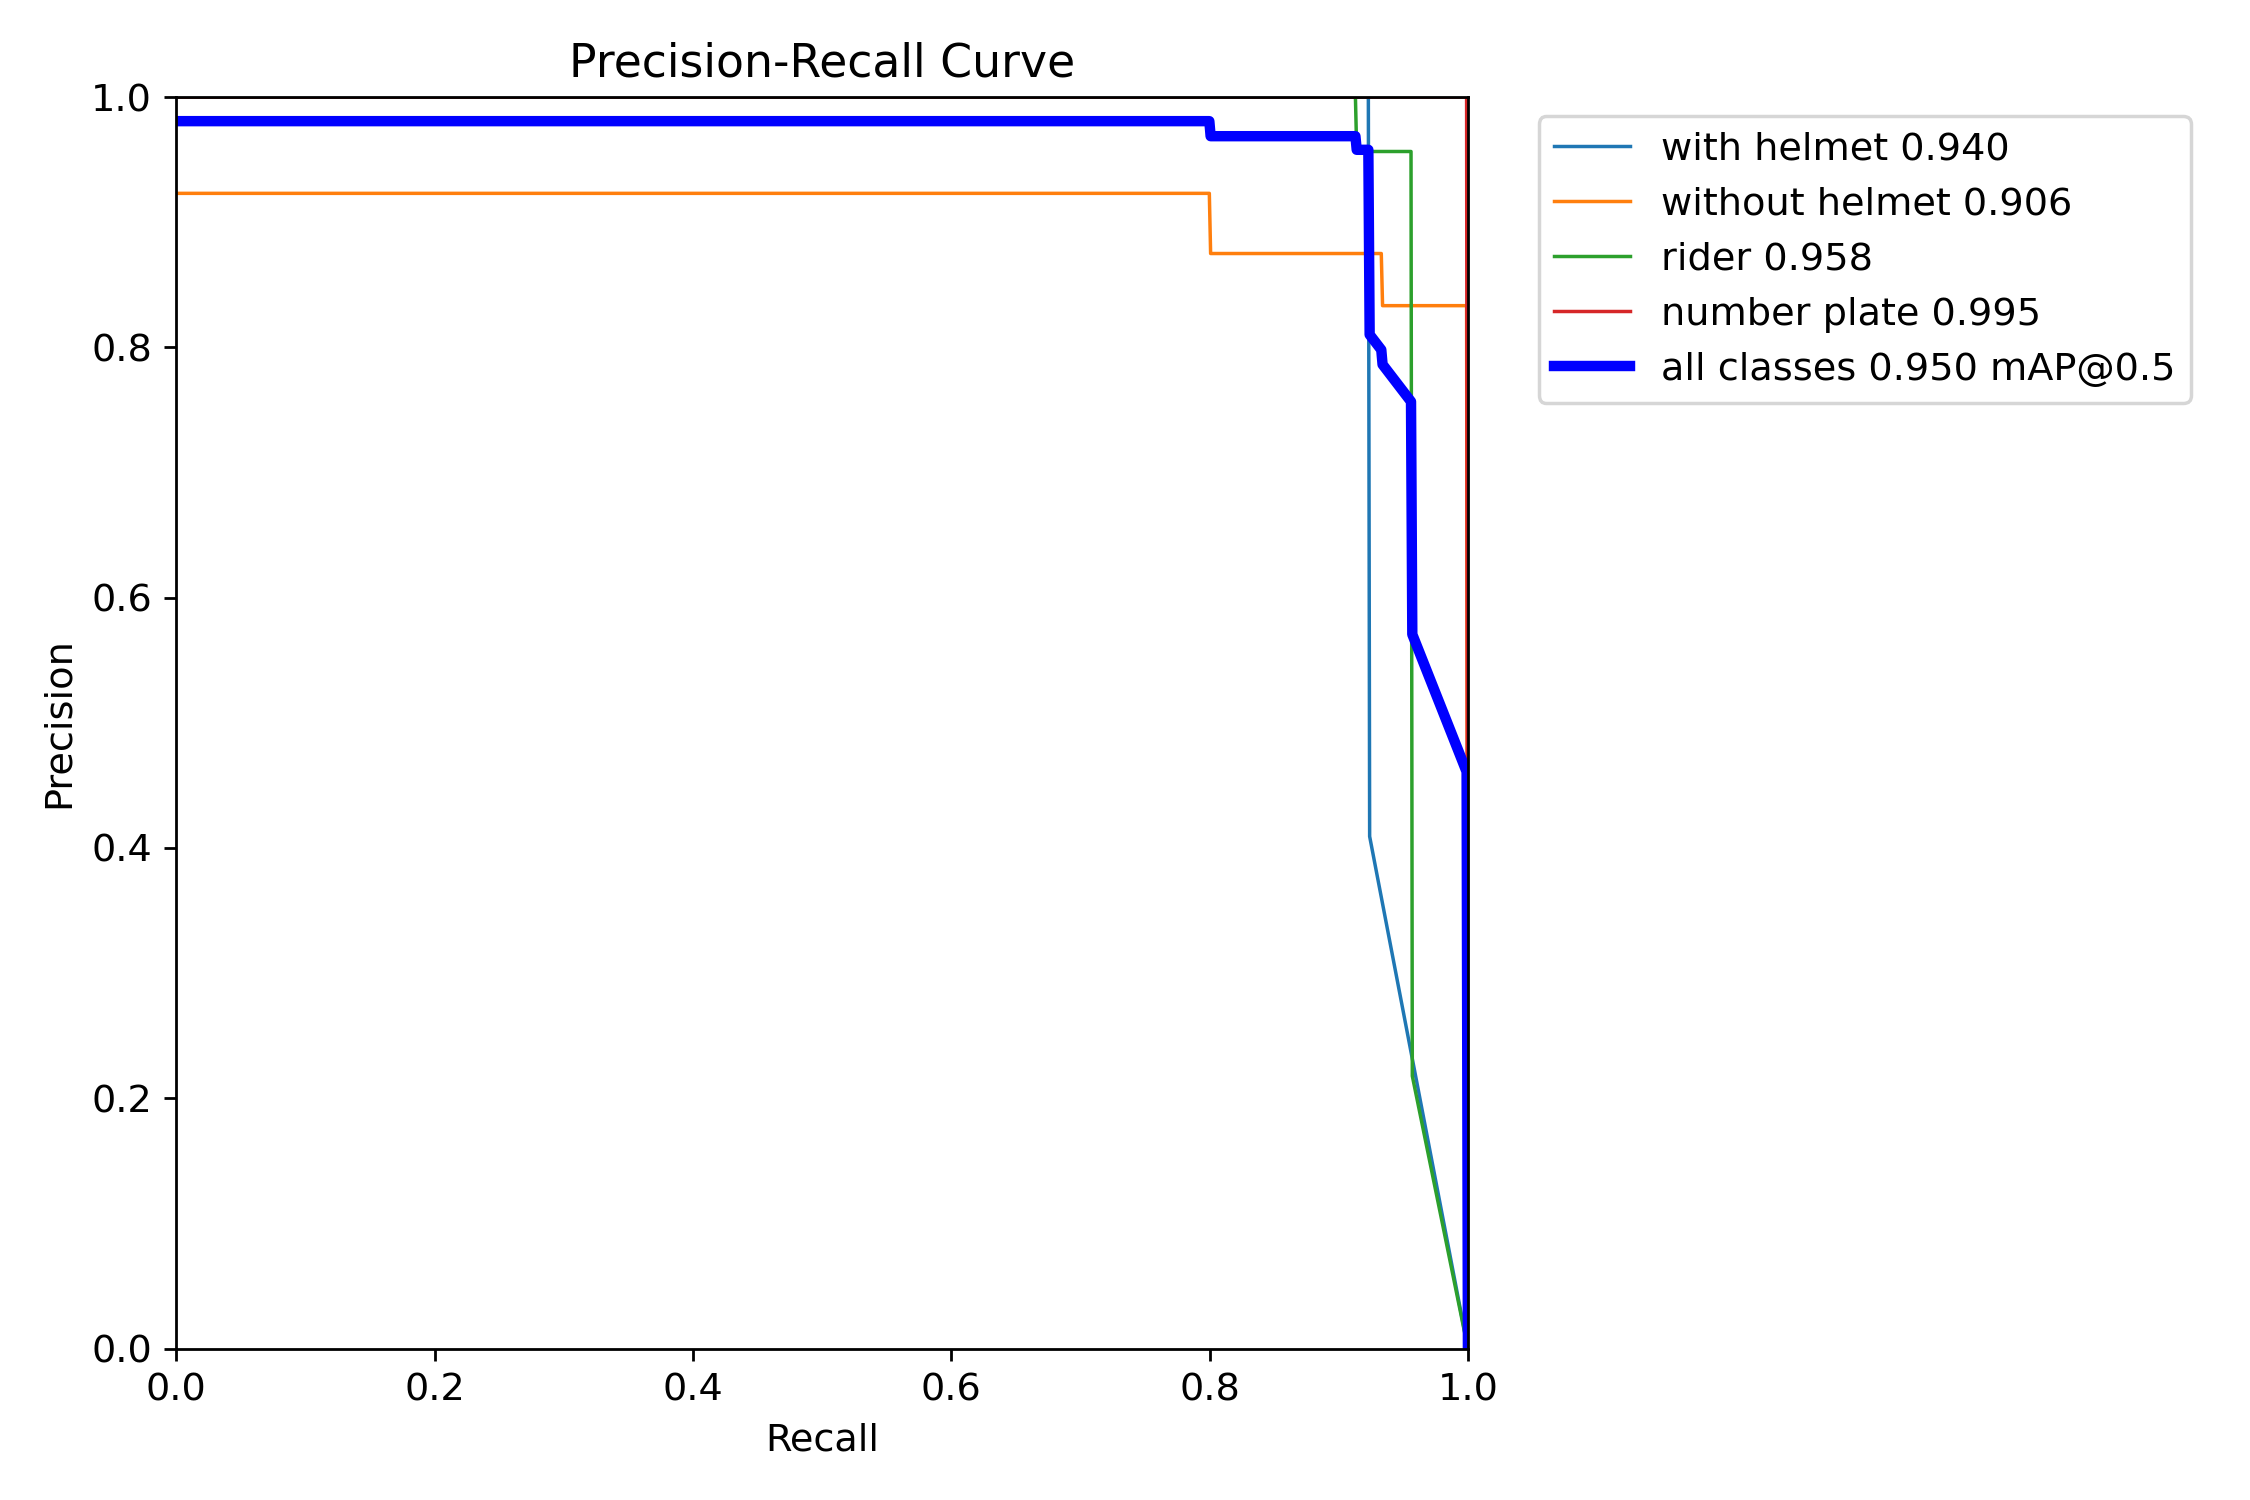 Precision-Recall Curve
1.0
0.8
0.6
0.4
0.2
0.0
Precision
0.0 0.2 0.4 0.6 0.8 1.0
Recall
with helmet 0.940
without helmet 0.906
rider 0.958
number plate 0.995
all classes 0.950 mAP@0.5